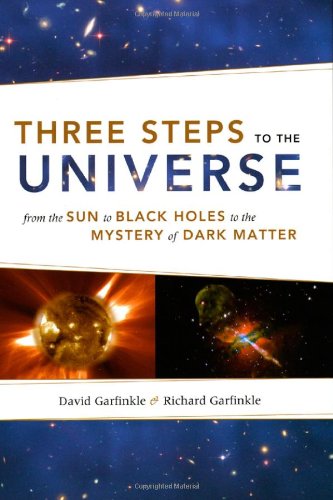 THREE STEPS TO THE
UNIVERSE
from the SUN to BLACK HOLES to the
MYSTERY of DARK MATTER
David Garfinkle & Richard Garfinkle